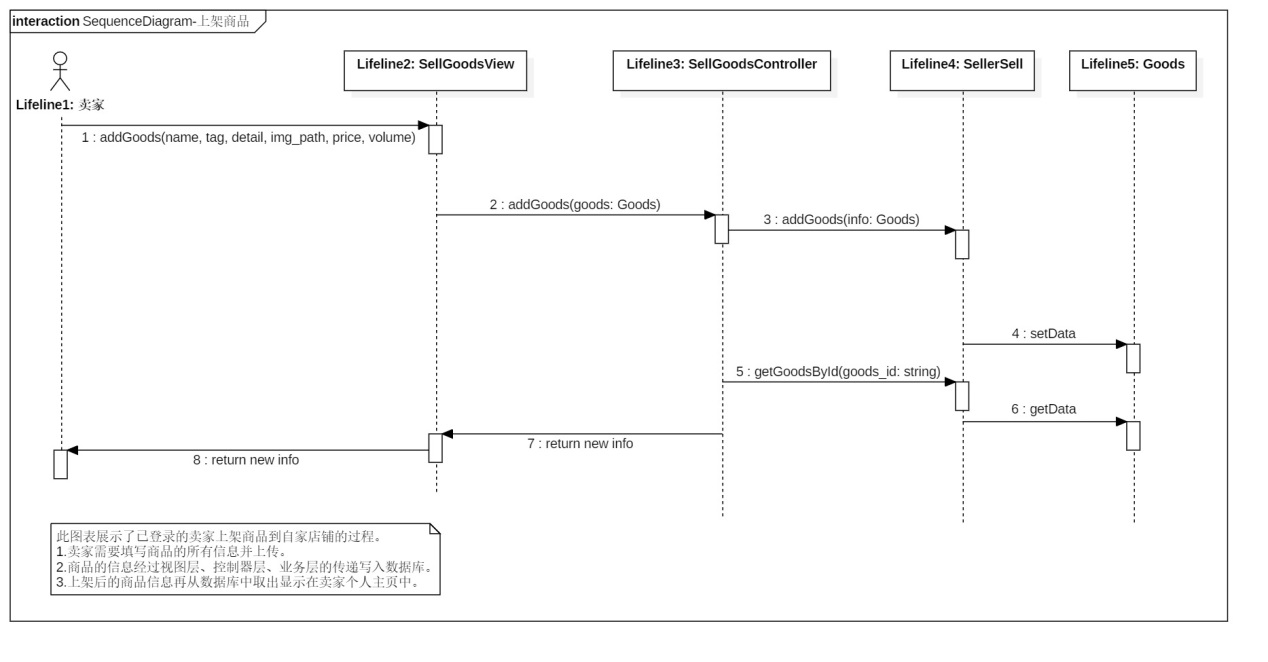 interaction SequenceDiagram-上架商品
Lifeline1: 卖家
Lifeline2: SellGoodsView
Lifeline3: SellGoodsController
Lifeline4: SellerSell
Lifeline5: Goods
1 : addGoods(name, tag, detail, img_path, price, volume)
2 : addGoods(goods: Goods)
3 : addGoods(info: Goods)
4 : setData
5 : getGoodsById(goods_id: string)
6 : getData
7 : return new info
8 : return new info
此图表展示了已登录的卖家上架商品到自家店铺的过程。
1.卖家需要填写商品的所有信息并上传。
2.商品的信息经过视图层、控制器层、业务层的传递写入数据库。
3.上架后的商品信息再从数据库中取出显示在卖家个人主页中。